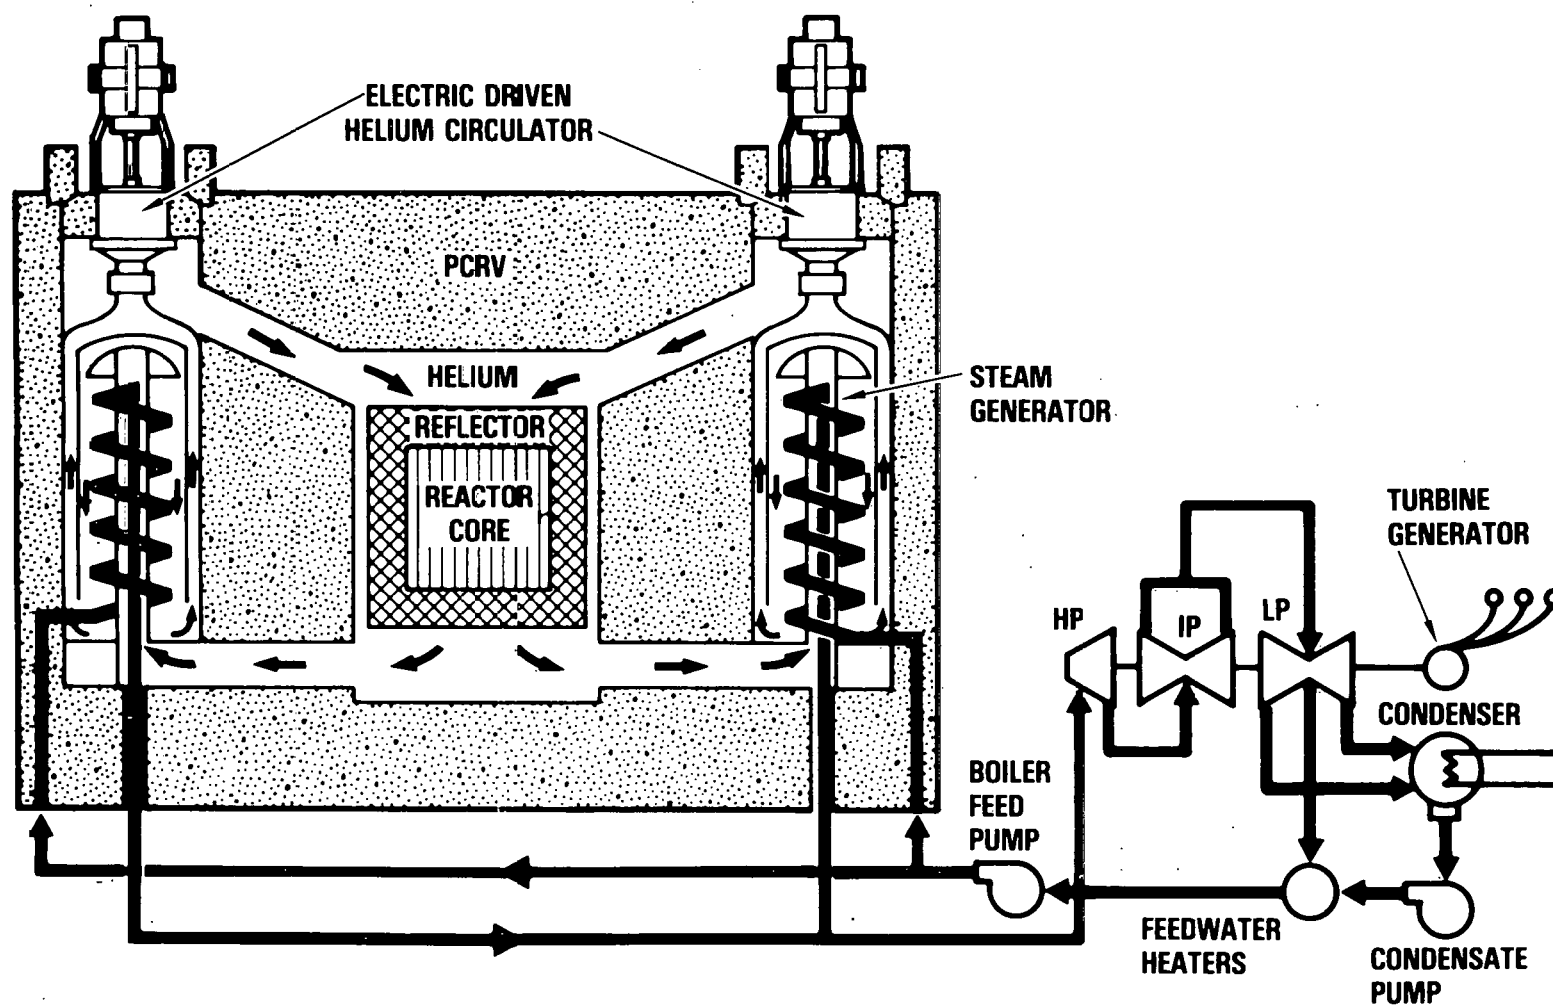 ELECTRIC DRIVEN
HELIUM CIRCULATOR
PCRV
HELIUM
REFLECTOR
REACTOR
CORE
STEAM
GENERATOR
TURBINE
GENERATOR
HP
IP
LP
CONDENSER
BOILER
FEED
PUMP
FEEDWATER
HEATERS
CONDENSATE
PUMP